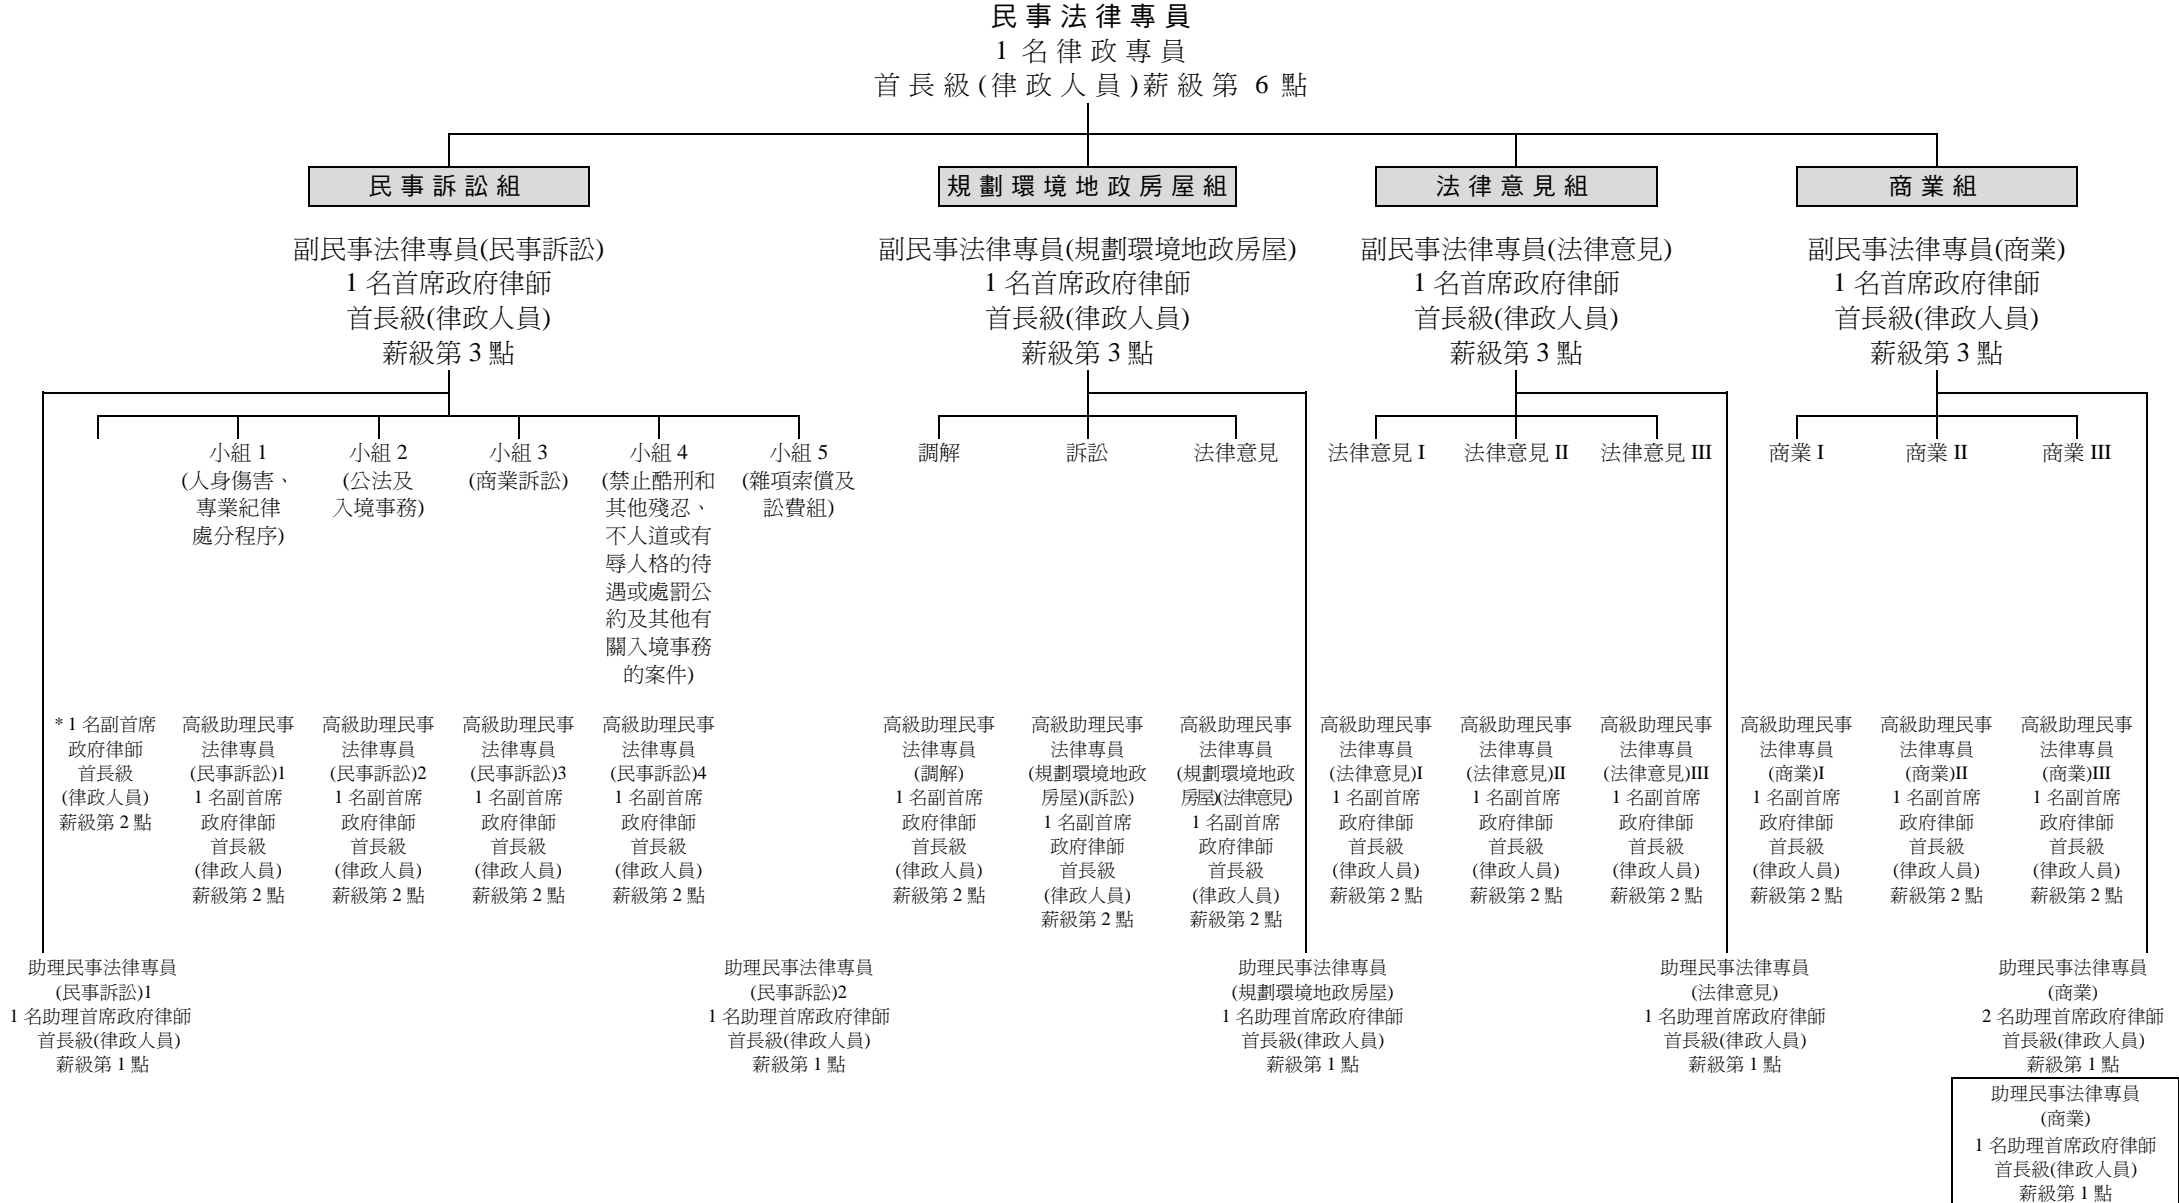 民事法律專員
1 名律政專員
首長級(律政人員)薪級第 6 點
民事訴訟組
副民事法律專員(民事訴訟)
1 名首席政府律師
首長級(律政人員)
薪級第 3 點
規劃環境地政房屋組
副民事法律專員(規劃環境地政房屋)
1 名首席政府律師
首長級(律政人員)
薪級第 3 點
法律意見組
副民事法律專員(法律意見)
1 名首席政府律師
首長級(律政人員)
薪級第 3 點
商業組
副民事法律專員(商業)
1 名首席政府律師
首長級(律政人員)
薪級第 3 點
* 1 名副首席
政府律師
首長級
(律政人員)
薪級第 2 點
小組 1
(人身傷害、
專業紀律
處分程序)
高級助理民事
法律專員
(民事訴訟)1
1 名副首席
政府律師
首長級
(律政人員)
薪級第 2 點
小組 2
(公法及
入境事務)
高級助理民事
法律專員
(民事訴訟)2
1 名副首席
政府律師
首長級
(律政人員)
薪級第 2 點
小組 3
(商業訴訟)
高級助理民事
法律專員
(民事訴訟)3
1 名副首席
政府律師
首長級
(律政人員)
薪級第 2 點
小組 4
(禁止酷刑和
其他殘忍、
不人道或有
辱人格的待
遇或處罰公
約及其他有
關入境事務
的案件)
高級助理民事
法律專員
(民事訴訟)4
1 名副首席
政府律師
首長級
(律政人員)
薪級第 2 點
小組 5
(雜項索償及
訟費組)
調解
高級助理民事
法律專員
(調解)
1 名副首席
政府律師
首長級
(律政人員)
薪級第 2 點
訴訟
高級助理民事
法律專員
(規劃環境地政
房屋)(訴訟)
1 名副首席
政府律師
首長級
(律政人員)
薪級第 2 點
法律意見
高級助理民事
法律專員
(規劃環境地政
房屋)(法律意見)
1 名副首席
政府律師
首長級
(律政人員)
薪級第 2 點
法律意見 I
高級助理民事
法律專員
(法律意見)I
1 名副首席
政府律師
首長級
(律政人員)
薪級第 2 點
法律意見 II
高級助理民事
法律專員
(法律意見)II
1 名副首席
政府律師
首長級
(律政人員)
薪級第 2 點
法律意見 III
高級助理民事
法律專員
(法律意見)III
1 名副首席
政府律師
首長級
(律政人員)
薪級第 2 點
商業 I
高級助理民事
法律專員
(商業)I
1 名副首席
政府律師
首長級
(律政人員)
薪級第 2 點
商業 II
高級助理民事
法律專員
(商業)II
1 名副首席
政府律師
首長級
(律政人員)
薪級第 2 點
商業 III
高級助理民事
法律專員
(商業)III
1 名副首席
政府律師
首長級
(律政人員)
薪級第 2 點
助理民事法律專員
(民事訴訟)1
1 名助理首席政府律師
首長級(律政人員)
薪級第 1 點
助理民事法律專員
(民事訴訟)2
1 名助理首席政府律師
首長級(律政人員)
薪級第 1 點
助理民事法律專員
(規劃環境地政房屋)
1 名助理首席政府律師
首長級(律政人員)
薪級第 1 點
助理民事法律專員
(法律意見)
1 名助理首席政府律師
首長級(律政人員)
薪級第 1 點
助理民事法律專員
(商業)
2 名助理首席政府律師
首長級(律政人員)
薪級第 1 點
助理民事法律專員
(商業)
1 名助理首席政府律師
首長級(律政人員)
薪級第 1 點